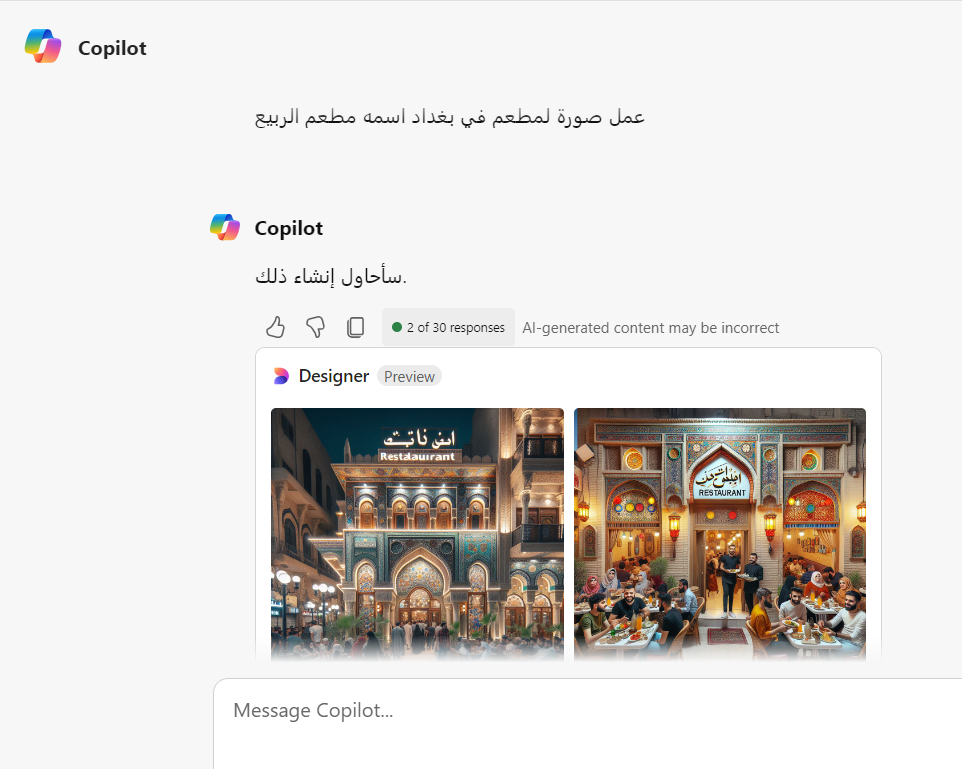 Copilot
عمل صورة لمطعم في بغداد اسمه مطعم الربيع
Copilot
سأحاول إنشاء ذلك.
2 of 30 responses
AI-generated content may be incorrect
Designer
Preview
Restalaurant
RESTAURANT
Message Copilot...